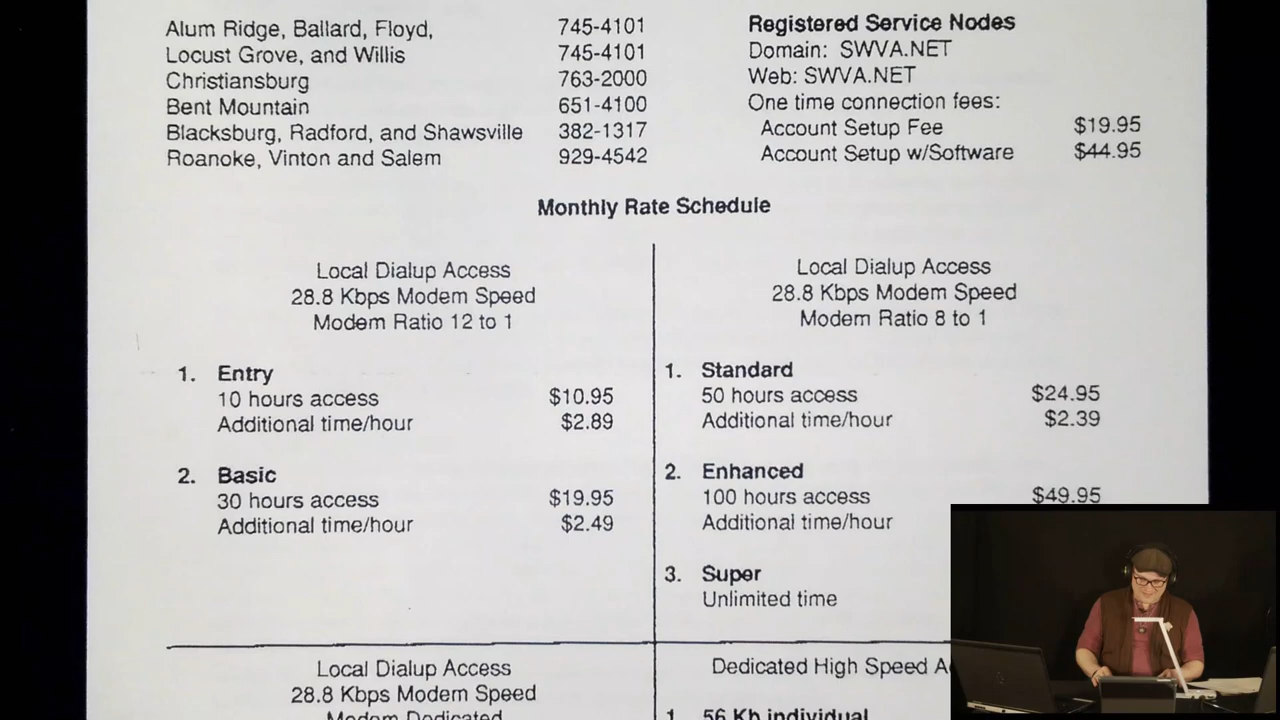 Alum Ridge, Ballard, Floyd, 745-4101
Locust Grove, and Willis 745-4101
Christiansburg 763-2000
Bent Mountain 651-4100
Blacksburg, Radford, and Shawsville 382-1317
Roanoke, Vinton and Salem 929-4542
Registered Service Nodes
Domain: SWVA.NET
Web: SWVA.NET
One time connection fees:
Account Setup Fee $19.95
Account Setup w/Software $44.95
Monthly Rate Schedule
Local Dialup Access
28.8 Kbps Modem Speed
Modem Ratio 12 to 1
1. Entry
10 hours access $10.95
Additional time/hour $2.89
2. Basic
30 hours access $19.95
Additional time/hour $2.49
Local Dialup Access
28.8 Kbps Modem Speed
Modem Ratio 8 to 1
1. Standard
50 hours access $24.95
Additional time/hour $2.39
2. Enhanced
100 hours access $49.95
Additional time/hour
3. Super
Unlimited time
Local Dialup Access
28.8 Kbps Modem Speed
Modem Dedicated
Dedicated High Speed A
1. 56 Kb individual